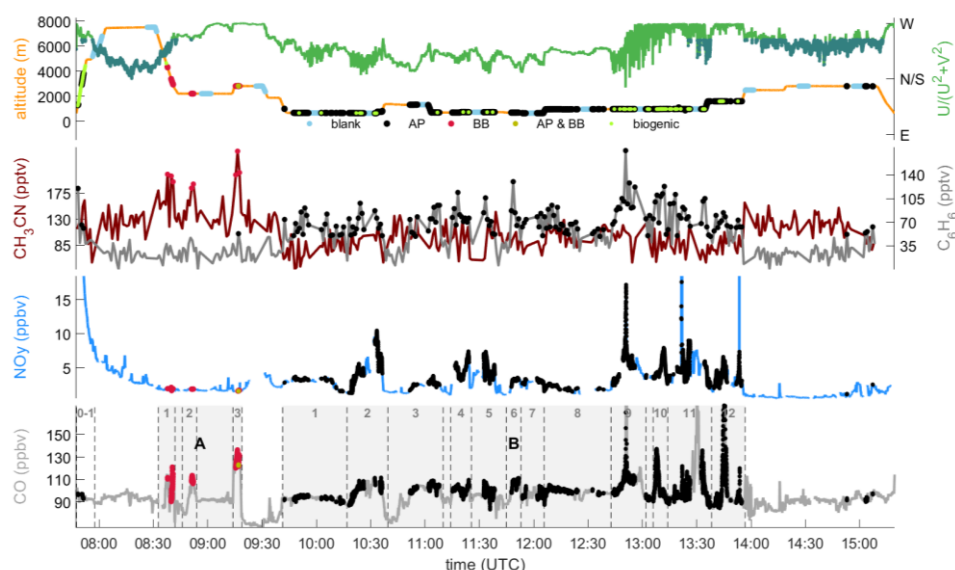 8000
6000
4000
2000
0
altitude (m)
W
N/S
E
U/(U²+V²)
blank AP BB AP & BB biogenic
175
130
85
CH₃CN (pptv)
140
105
70
35
C₆H₆ (pptv)
15
10
5
NOy (ppbv)
150
130
110
90
CO (ppbv)
0-1 1 2 3 1 2 3 4 5 6 7 8 9 10 11 12
A B
08:00 08:30 09:00 09:30 10:00 10:30 11:00 11:30 12:00 12:30 13:00 13:30 14:00 14:30 15:00
time (UTC)